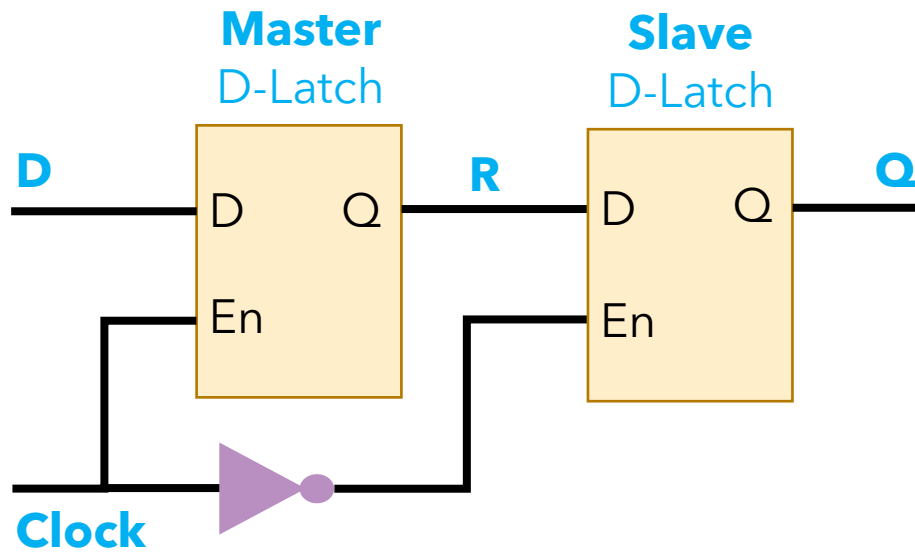 Master
D-Latch
Slave
D-Latch
D
R
Q
D
Q
D
Q
En
En
Clock